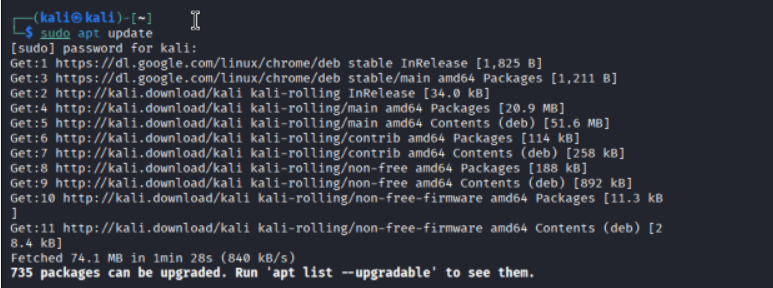 ┌──(kali㉿kali)-[~]
└─$ sudo apt update
[sudo] password for kali:
Get:1 https://dl.google.com/linux/chrome/deb stable InRelease [1,825 B]
Get:3 https://dl.google.com/linux/chrome/deb stable/main amd64 Packages [1,211 B]
Get:2 http://kali.download/kali kali-rolling InRelease [34.0 kB]
Get:4 http://kali.download/kali kali-rolling/main amd64 Packages [20.9 MB]
Get:5 http://kali.download/kali kali-rolling/main amd64 Contents (deb) [51.6 MB]
Get:6 http://kali.download/kali kali-rolling/contrib amd64 Packages [114 kB]
Get:7 http://kali.download/kali kali-rolling/contrib amd64 Contents (deb) [258 kB]
Get:8 http://kali.download/kali kali-rolling/non-free amd64 Packages [188 kB]
Get:9 http://kali.download/kali kali-rolling/non-free amd64 Contents (deb) [892 kB]
Get:10 http://kali.download/kali kali-rolling/non-free-firmware amd64 Packages [11.3 kB
]
Get:11 http://kali.download/kali kali-rolling/non-free-firmware amd64 Contents (deb) [2
8.4 kB]
Fetched 74.1 MB in 1min 28s (840 kB/s)
735 packages can be upgraded. Run 'apt list --upgradable' to see them.